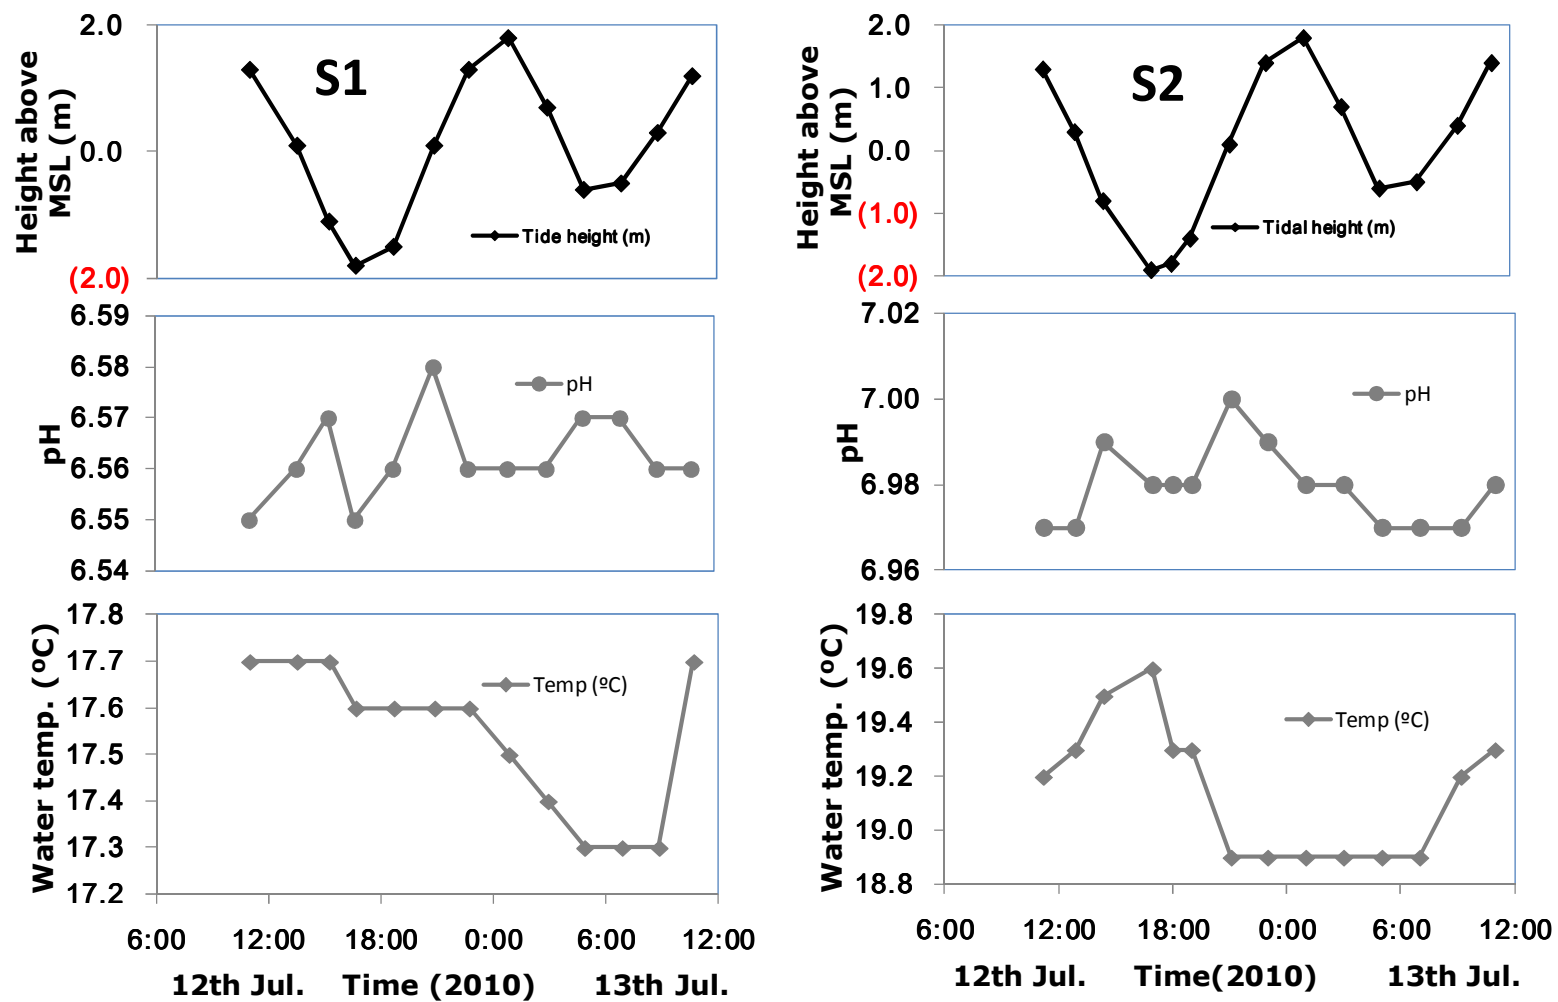 2.0
0.0
(2.0)
Height above
MSL (m)
S1
Tide height (m)
2.0
1.0
0.0
(1.0)
(2.0)
Height above
MSL (m)
S2
Tidal height (m)
6.59
6.58
6.57
6.56
6.55
6.54
pH
pH
7.02
7.00
6.98
6.96
pH
pH
17.8
17.7
17.6
17.5
17.4
17.3
17.2
Water temp. (ºC)
Temp (ºC)
6:00 12:00 18:00 0:00 6:00 12:00
12th Jul. Time (2010) 13th Jul.
19.8
19.6
19.4
19.2
19.0
18.8
Water temp. (ºC)
Temp (ºC)
6:00 12:00 18:00 0:00 6:00 12:00
12th Jul. Time(2010) 13th Jul.